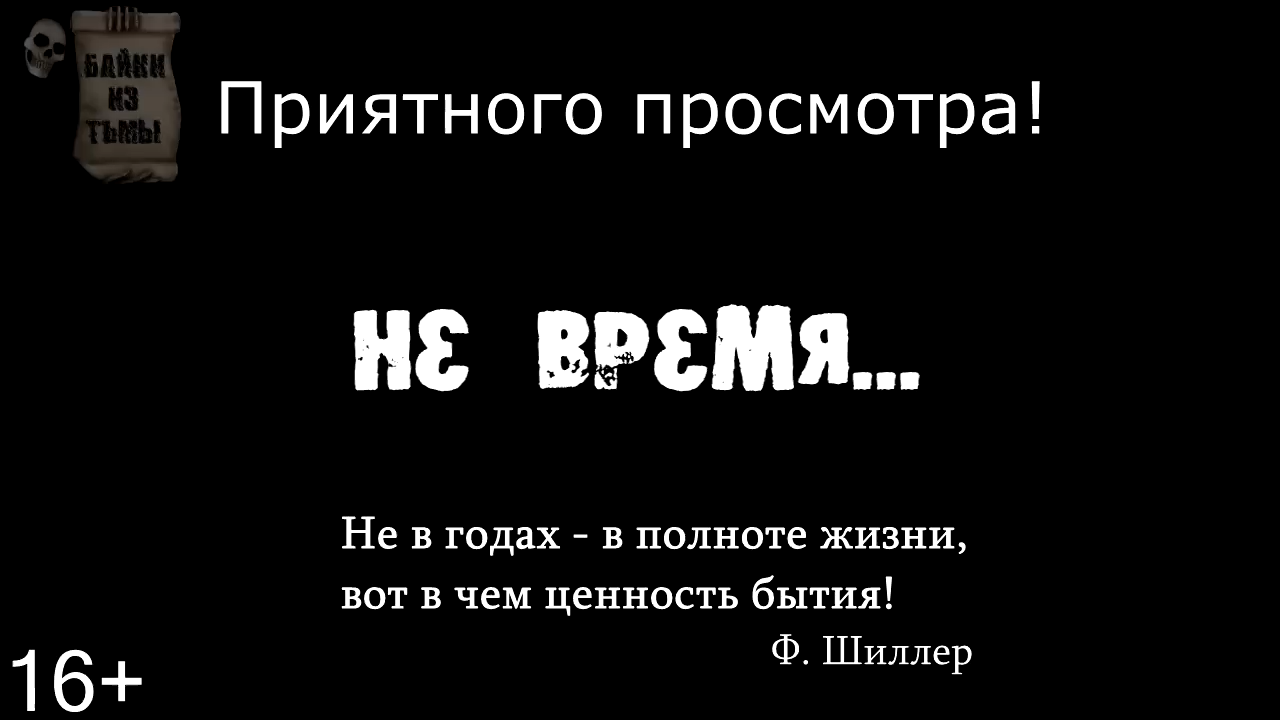 БАЙКИ
ИЗ
ТЬМЫ
Приятного просмотра!
НЕ ВРЕМЯ...
Не в годах - в полноте жизни,
вот в чем ценность бытия!
Ф. Шиллер
16+